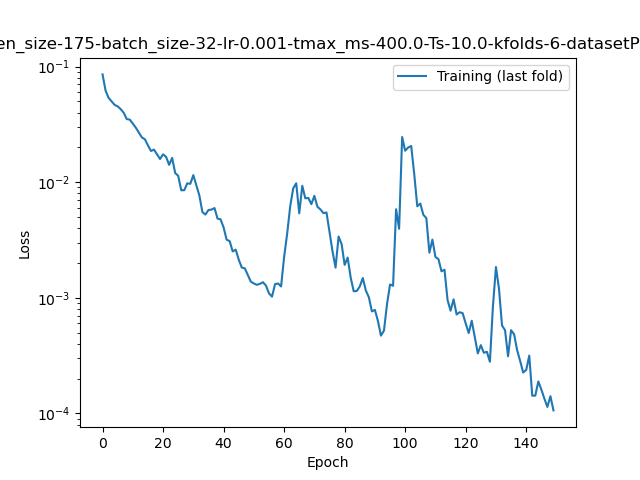 en_size-175-batch_size-32-lr-0.001-tmax_ms-400.0-Ts-10.0-kfolds-6-datasetP
Training (last fold)
10⁻¹
10⁻²
10⁻³
10⁻⁴
Loss
0 20 40 60 80 100 120 140
Epoch